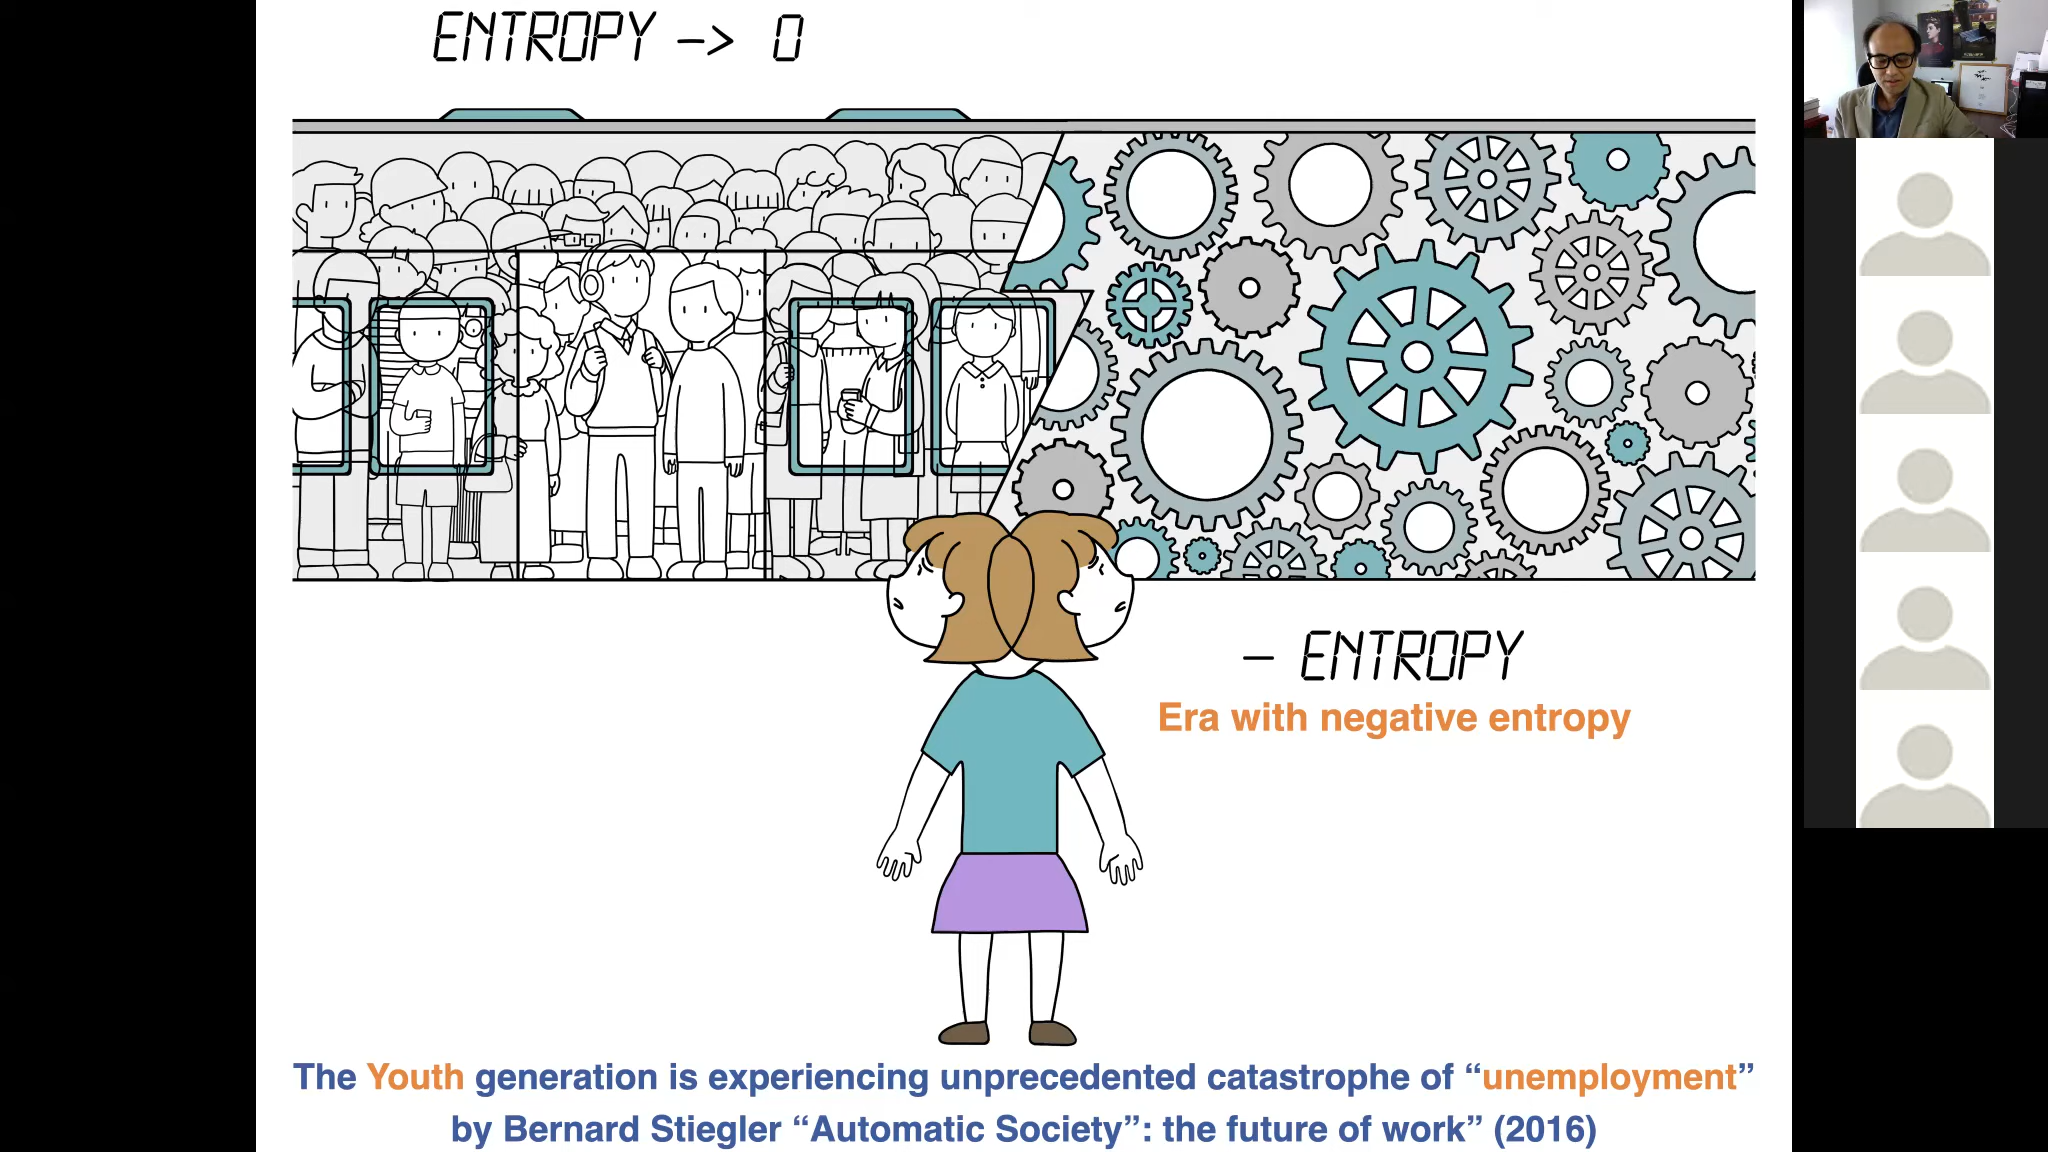 ENTROPY -> 0
- ENTROPY
Era with negative entropy
The Youth generation is experiencing unprecedented catastrophe of “unemployment”
by Bernard Stiegler “Automatic Society”: the future of work” (2016)